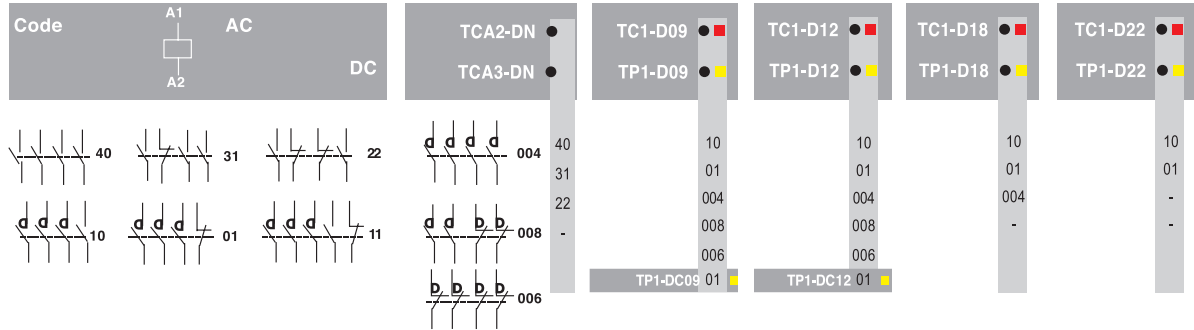 Code
A1
AC
A2
DC
TCA2-DN
TCA3-DN
TC1-D09
TP1-D09
TC1-D12
TP1-D12
TC1-D18
TP1-D18
TC1-D22
TP1-D22
40
31
22
10
01
11
004
008
006
40
31
22
-
10
01
004
008
006
TP1-DC09 01
10
01
004
008
006
TP1-DC12 01
10
01
004
-
10
01
-
-